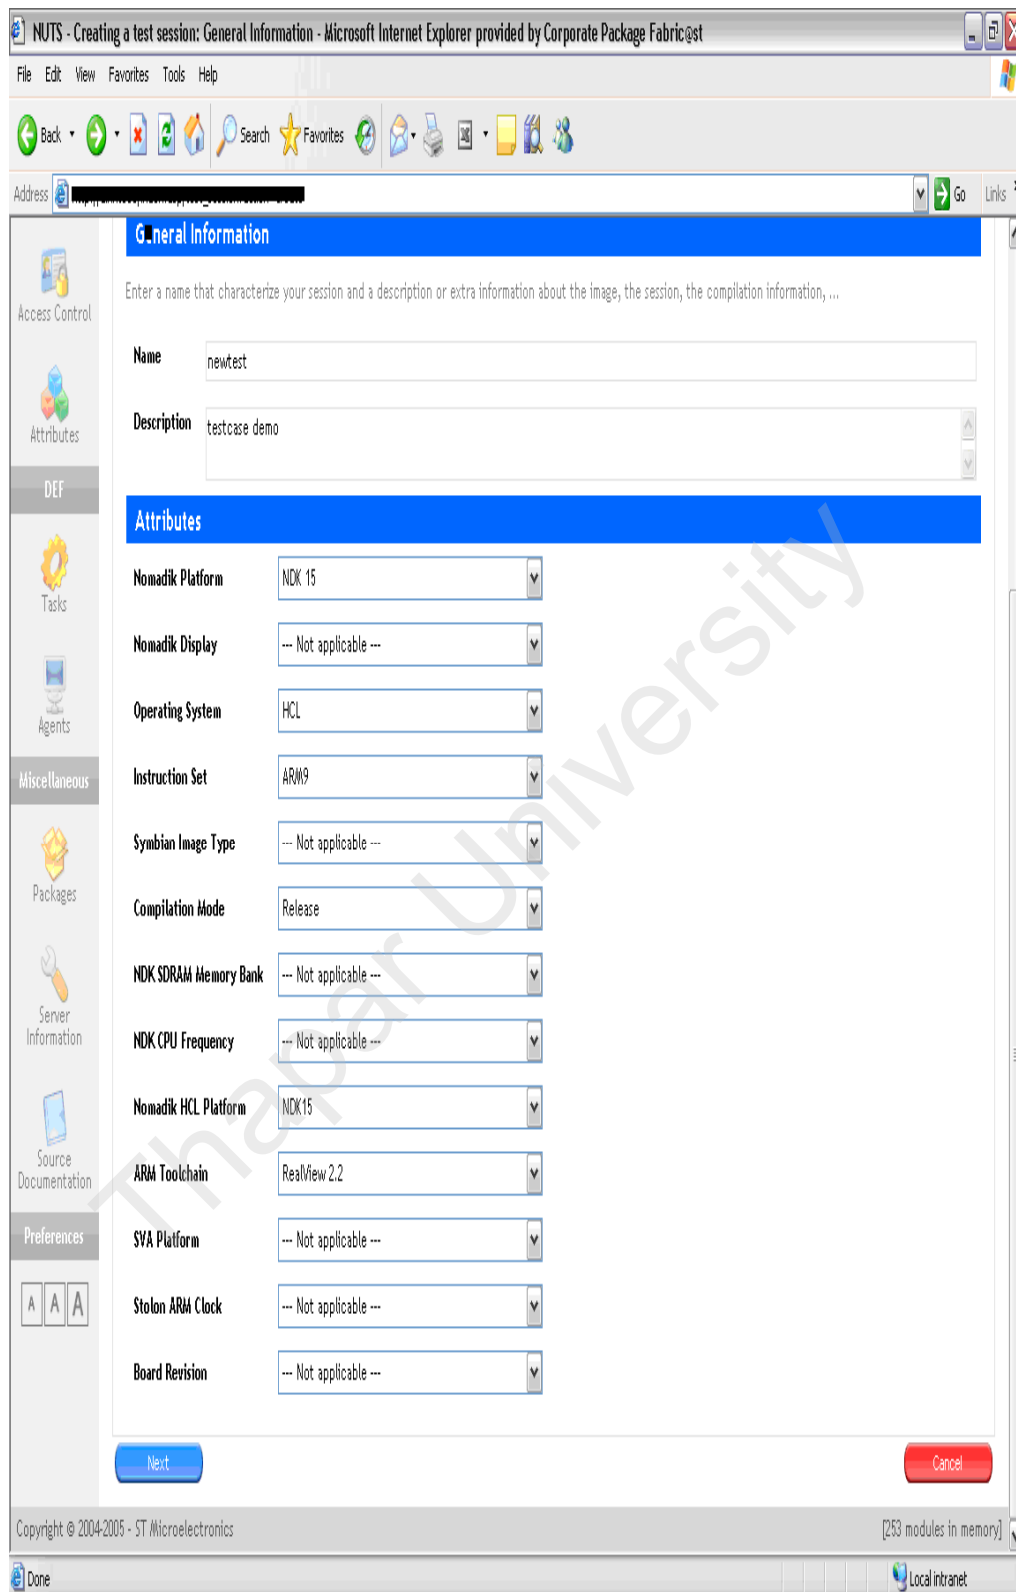 NUTS - Creating a test session: General Information - Microsoft Internet Explorer provided by Corporate Package Fabric@st
File Edit View Favorites Tools Help
Back Search Favorites
Address Go Links
General Information
Enter a name that characterize your session and a description or extra information about the image, the session, the compilation information, ...
Access Control
Name newtest
Description testcase demo
Attributes
DEF
Attributes
Nomadik Platform NDK 15
Tasks
Nomadik Display --- Not applicable ---
Operating System HCL
Agents
Instruction Set ARM9
Miscellaneous
Symbian Image Type --- Not applicable ---
Packages
Compilation Mode Release
NDK SDRAM Memory Bank --- Not applicable ---
Server Information
NDK CPU Frequency --- Not applicable ---
Nomadik HCL Platform NDK15
Source Documentation
ARM Toolchain RealView 2.2
Preferences
SVA Platform --- Not applicable ---
A A A
Stolon ARM Clock --- Not applicable ---
Board Revision --- Not applicable ---
Next Cancel
Copyright © 2004-2005 - ST Microelectronics [253 modules in memory]
Done Local intranet
Thapar University